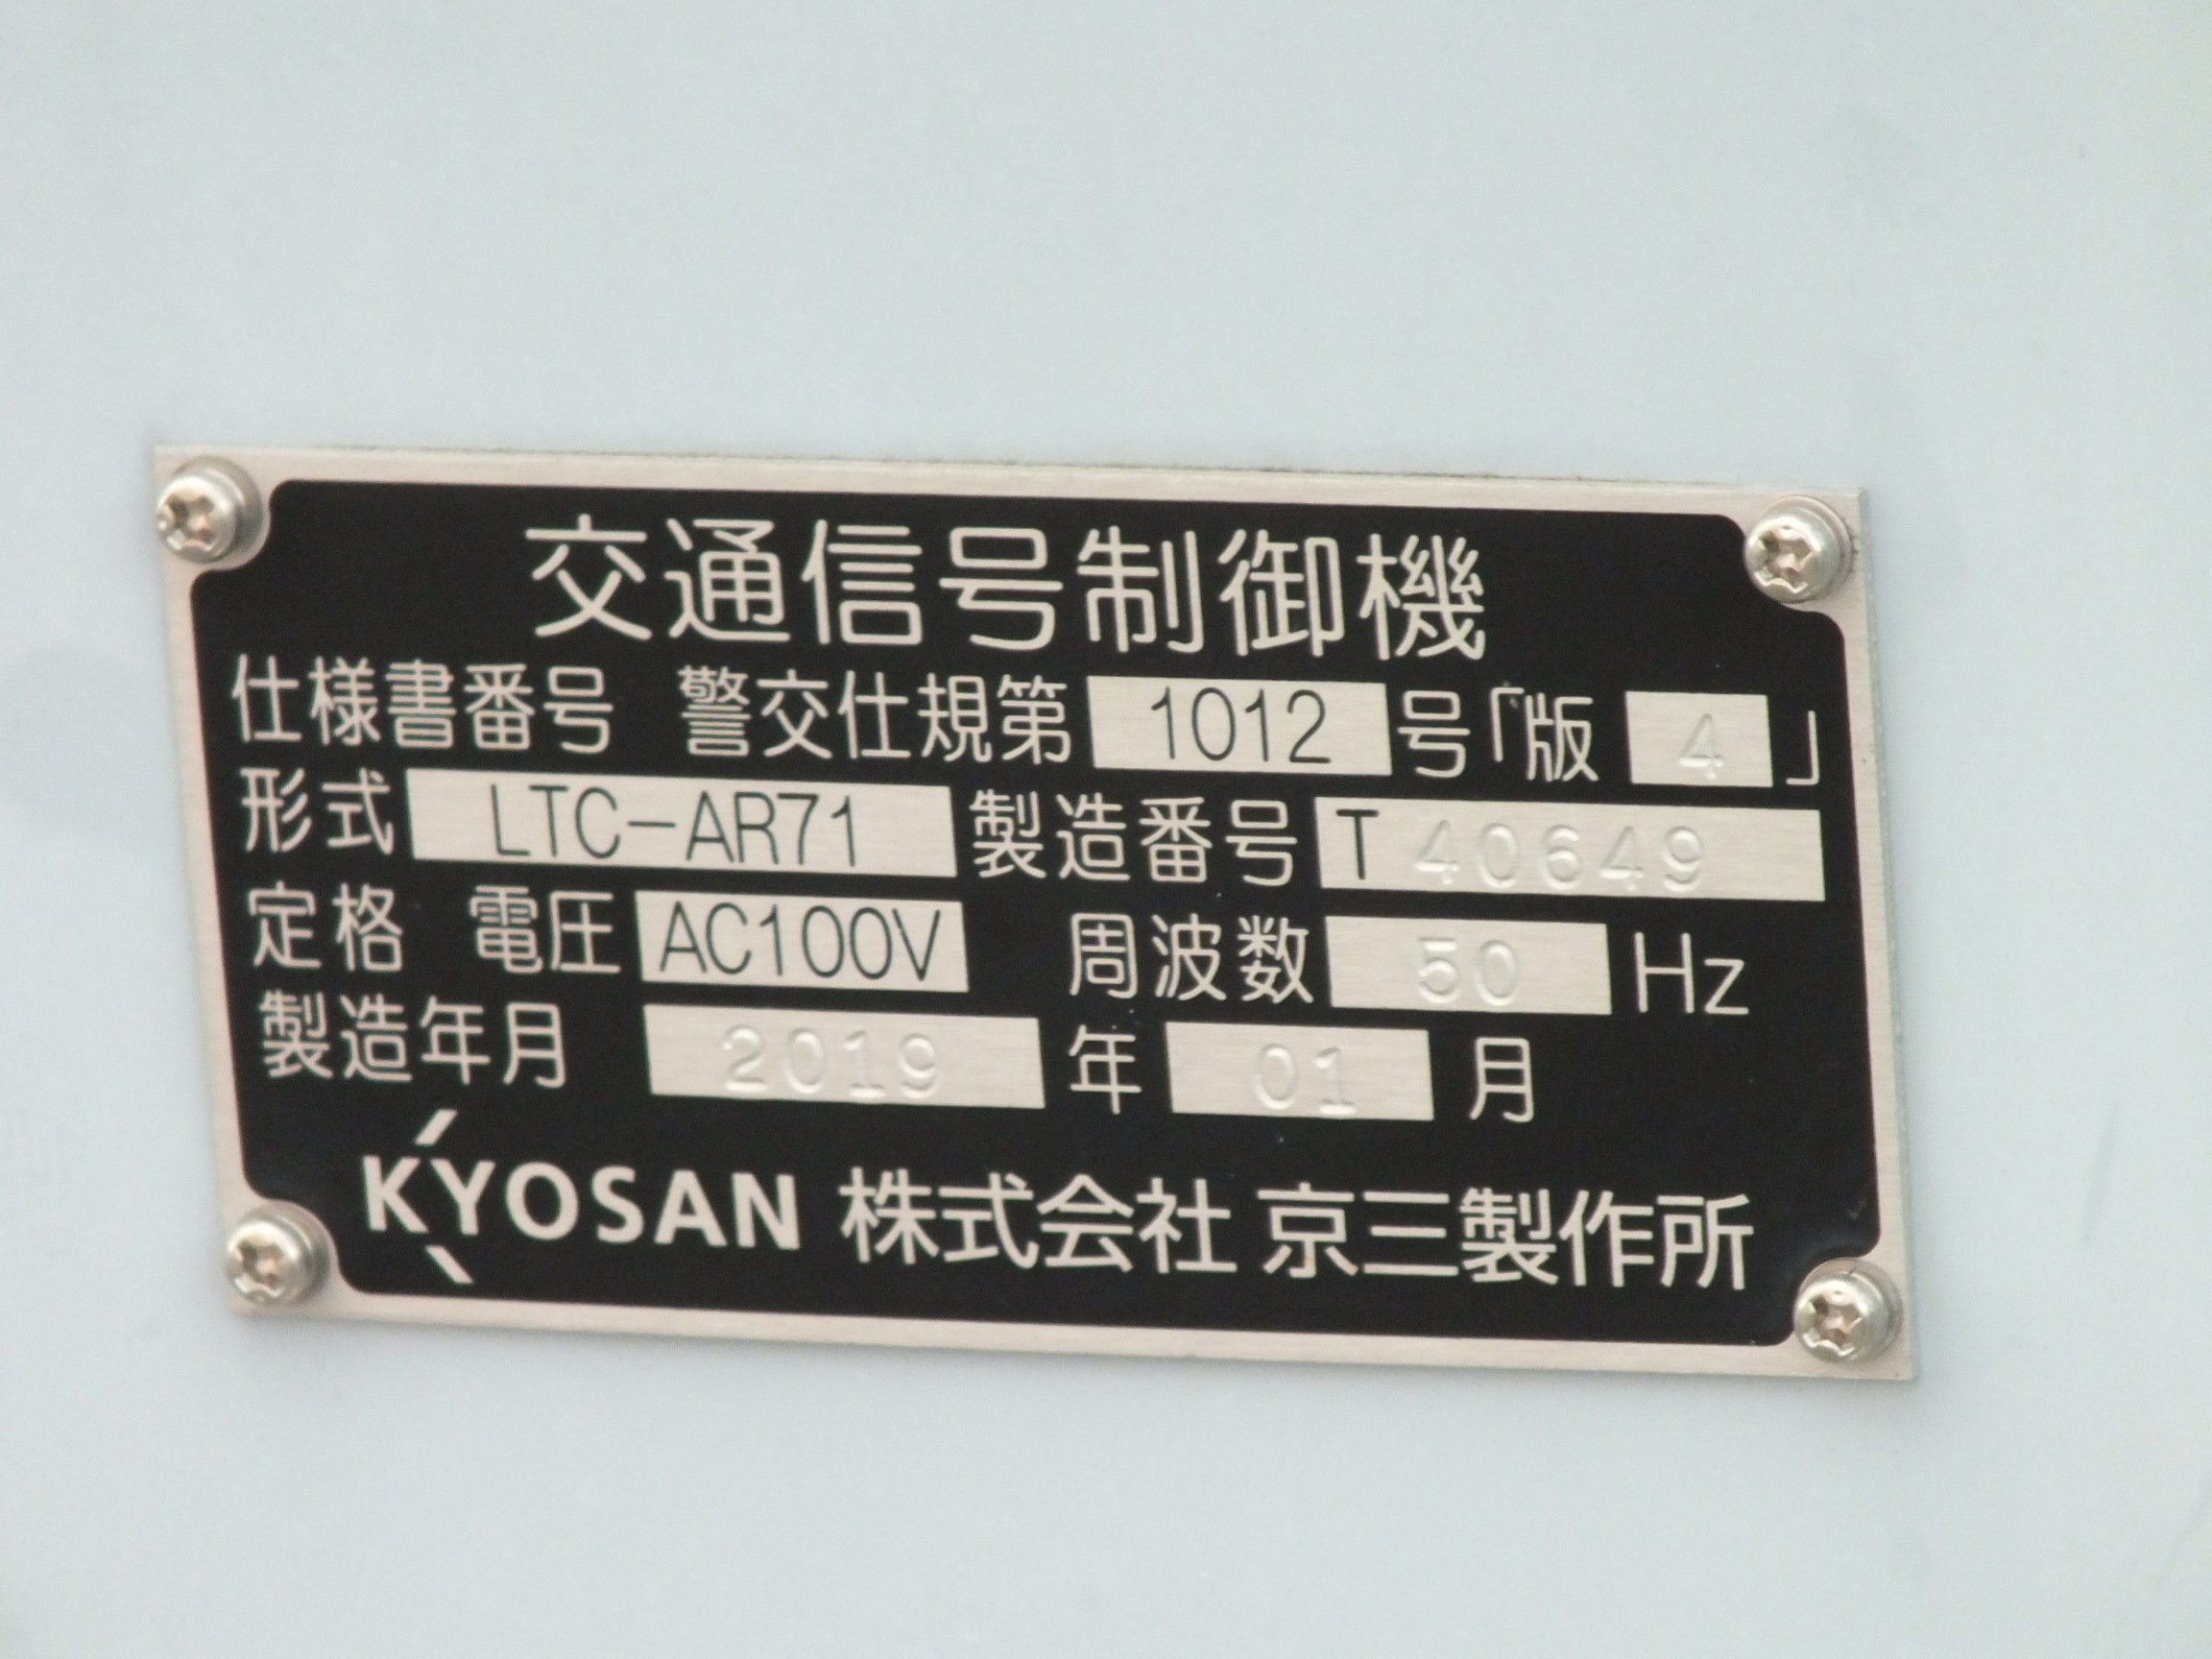 交通信号制御機
仕様書番号 警交仕規第 1012 号「版 4 」
形式 LTC-AR71 製造番号 T 40649
定格 電圧 AC100V 周波数 50 Hz
製造年月 2019 年 01 月
KYOSAN 株式会社 京三製作所